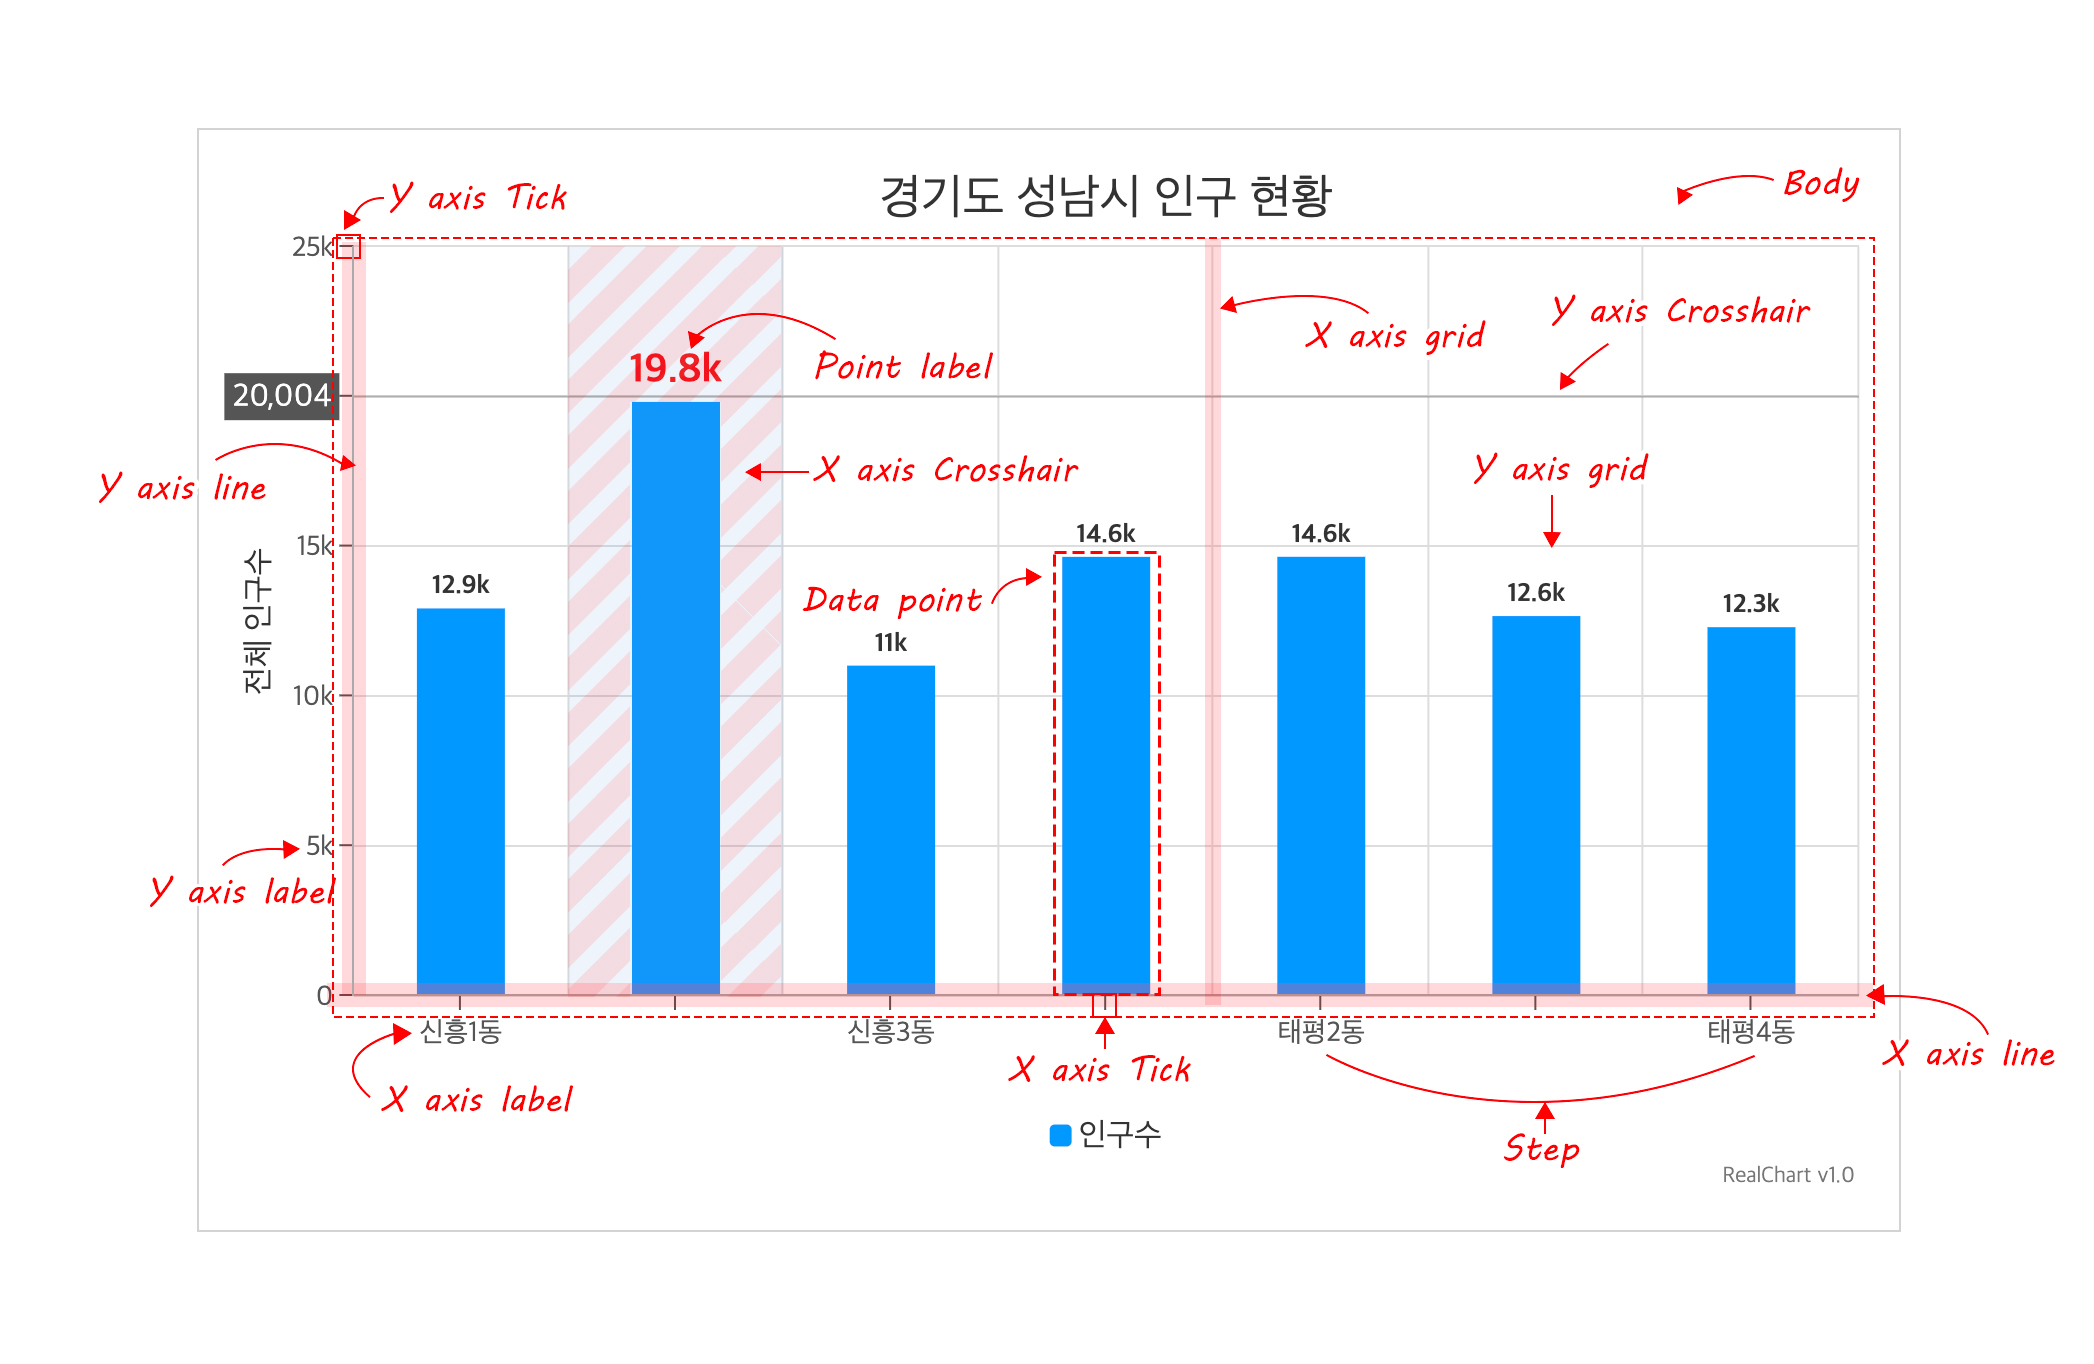 경기도 성남시 인구 현황
Body
Y axis Tick
25k
X axis grid
Y axis Crosshair
19.8k
Point label
20,004
X axis Crosshair
Y axis grid
Y axis line
전체 인구수
15k
14.6k
14.6k
12.9k
Data point
12.6k
12.3k
11k
10k
5k
Y axis label
0
신흥1동
신흥3동
태평2동
태평4동
X axis line
X axis Tick
X axis label
인구수
Step
RealChart v1.0